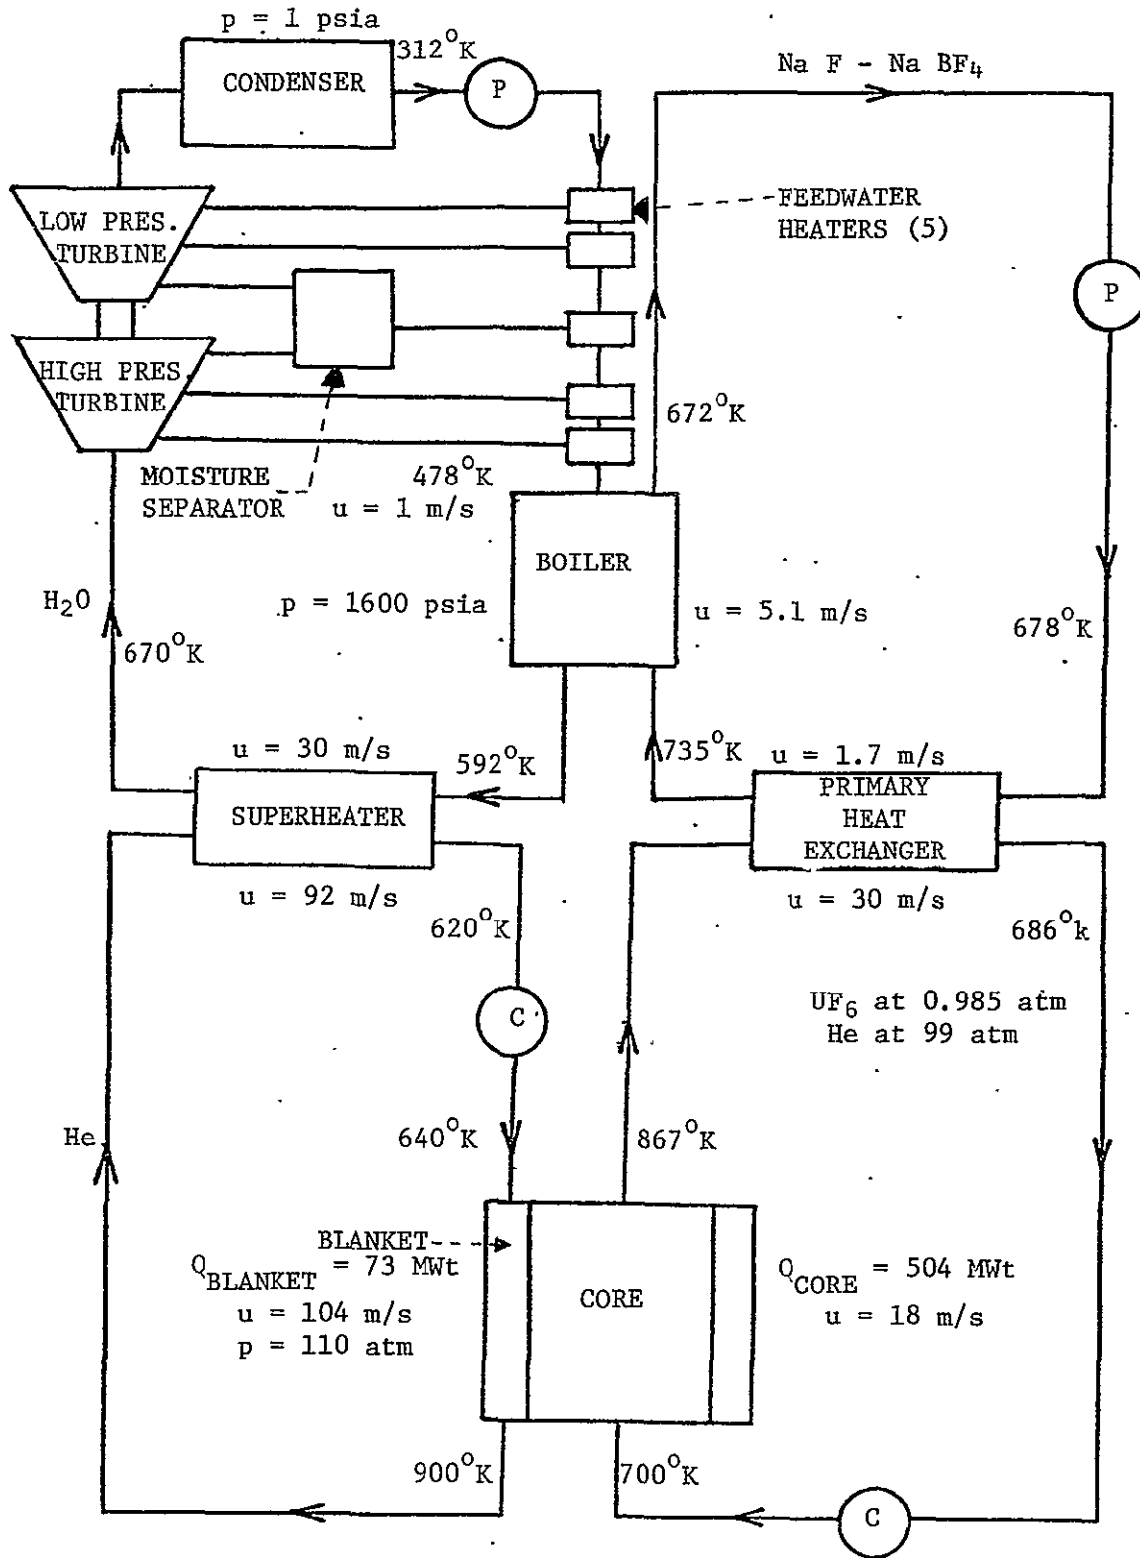 p = 1 psia
312°K
CONDENSER
P
Na F - Na BF₄
LOW PRES.
TURBINE
FEEDWATER
HEATERS (5)
P
HIGH PRES.
TURBINE
672°K
MOISTURE
SEPARATOR
478°K
u = 1 m/s
BOILER
H₂O
p = 1600 psia
u = 5.1 m/s
670°K
678°K
u = 30 m/s
592°K
735°K
u = 1.7 m/s
SUPERHEATER
PRIMARY
HEAT
EXCHANGER
u = 92 m/s
u = 30 m/s
620°K
686°k
C
UF₆ at 0.985 atm
He at 99 atm
He
640°K
867°K
BLANKET
Q_BLANKET = 73 MWt
u = 104 m/s
p = 110 atm
CORE
Q_CORE = 504 MWt
u = 18 m/s
900°K
700°K
C